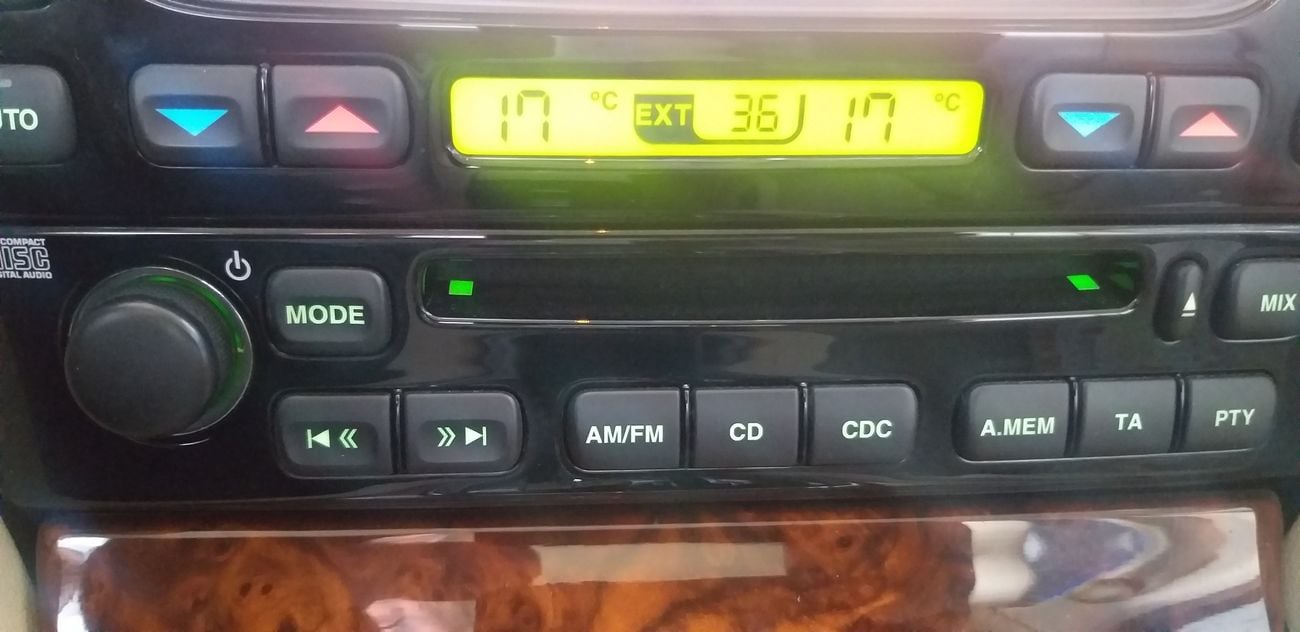 UTO
17 °C EXT 36 17 °C
COMPACT
DISC
DIGITAL AUDIO
MODE
MIX
AM/FM CD CDC A.MEM TA PTY